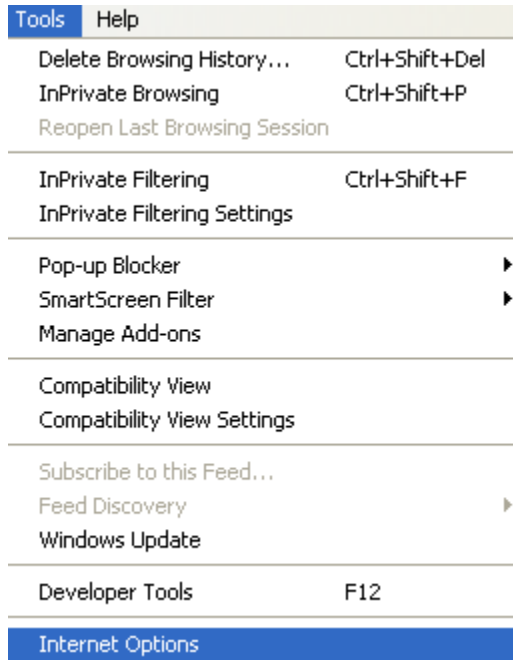 Tools Help
Delete Browsing History... Ctrl+Shift+Del
InPrivate Browsing Ctrl+Shift+P
Reopen Last Browsing Session
InPrivate Filtering Ctrl+Shift+F
InPrivate Filtering Settings
Pop-up Blocker
SmartScreen Filter
Manage Add-ons
Compatibility View
Compatibility View Settings
Subscribe to this Feed...
Feed Discovery
Windows Update
Developer Tools F12
Internet Options